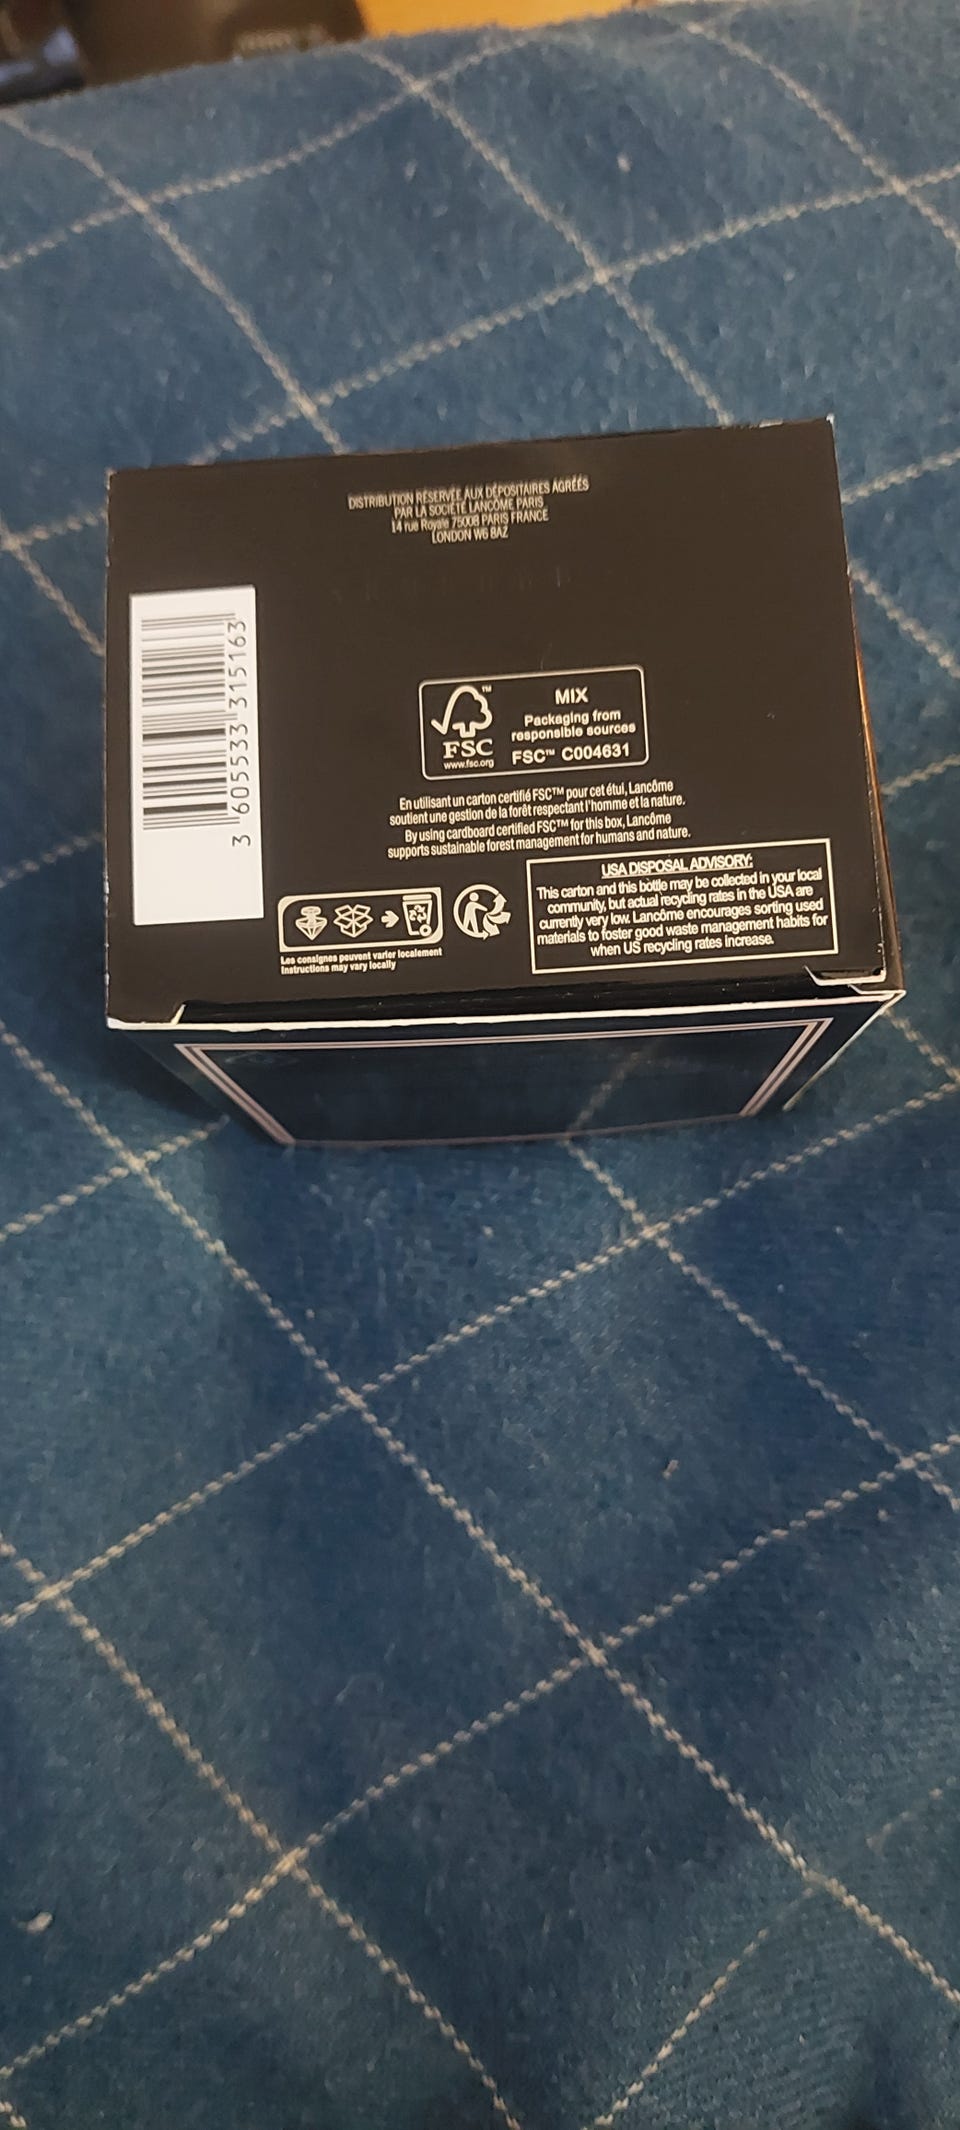 DISTRIBUTION RÉSERVÉE AUX DÉPOSITAIRES AGRÉÉS
PAR LA SOCIÉTÉ LANCÔME PARIS
14 rue Royale 75008 PARIS FRANCE
LONDON W6 8AZ
3 605533 315163
FSC™
www.fsc.org
MIX
Packaging from
responsible sources
FSC™ C004631
En utilisant un carton certifié FSC™ pour cet étui, Lancôme
soutient une gestion de la forêt respectant l'homme et la nature.
By using cardboard certified FSC™ for this box, Lancôme
supports sustainable forest management for humans and nature.
Les consignes peuvent varier localement
Instructions may vary locally
USA DISPOSAL ADVISORY:
This carton and this bottle may be collected in your local
community, but actual recycling rates in the USA are
currently very low. Lancôme encourages sorting used
materials to foster good waste management habits for
when US recycling rates increase.